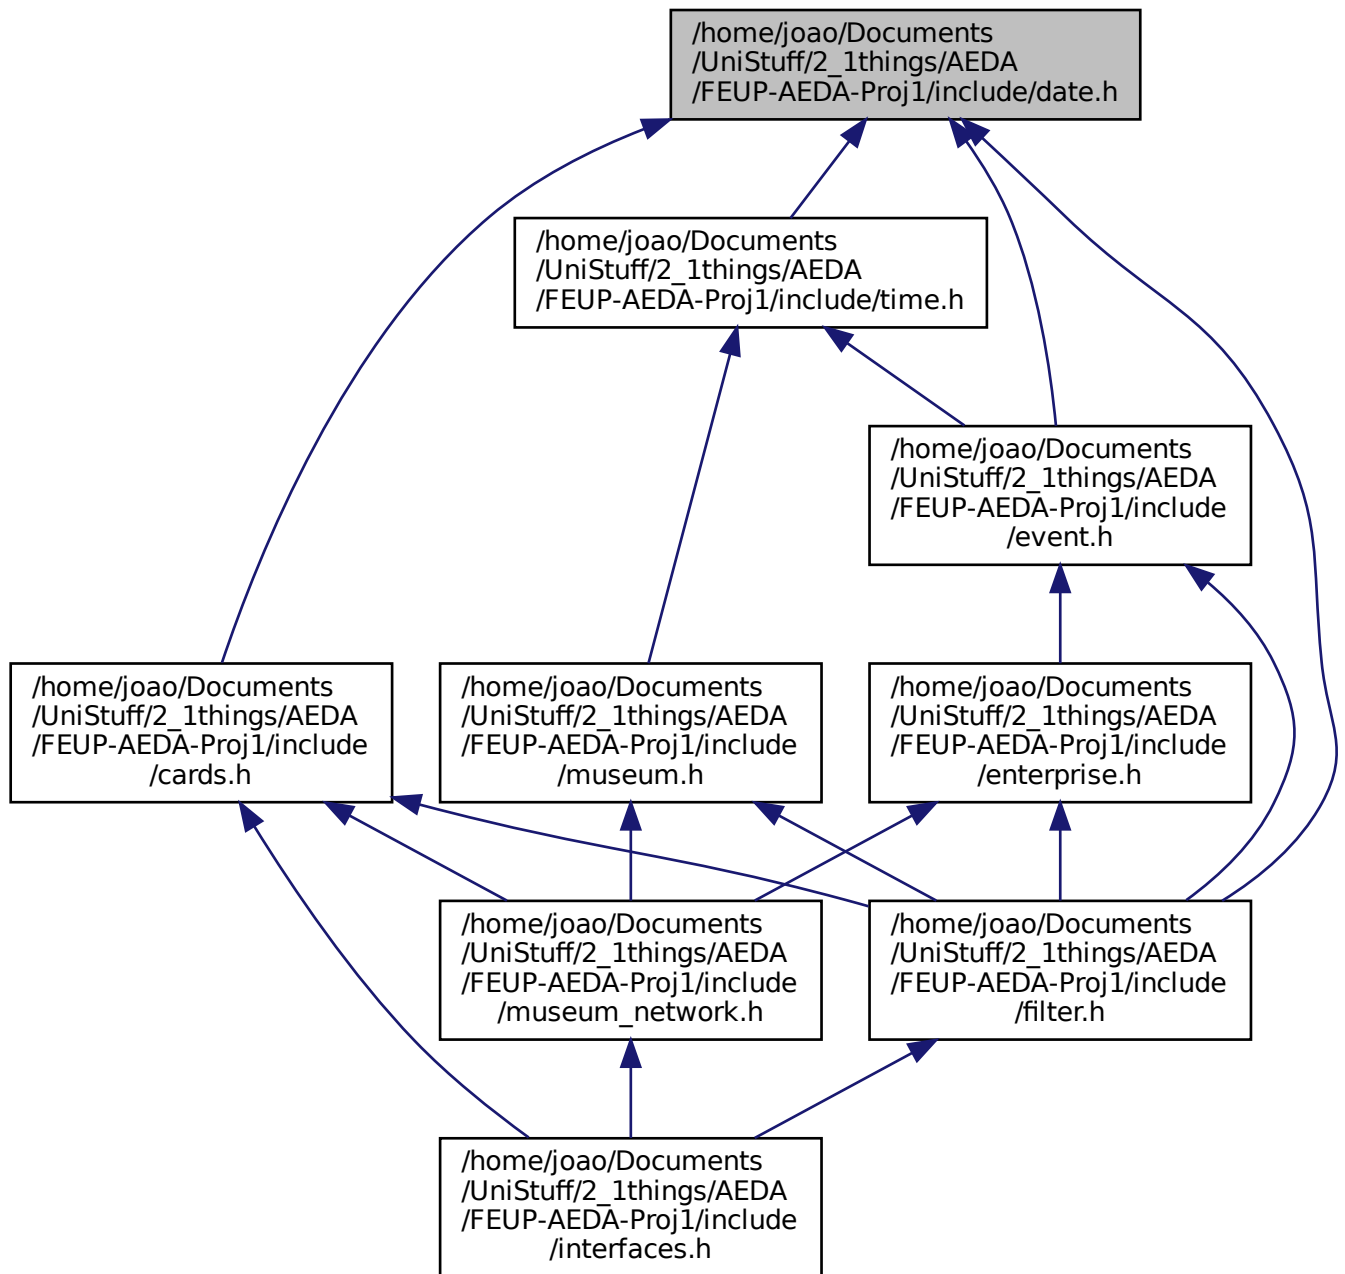 /home/joao/Documents
/UniStuff/2_1things/AEDA
/FEUP-AEDA-Proj1/include/date.h
/home/joao/Documents
/UniStuff/2_1things/AEDA
/FEUP-AEDA-Proj1/include/time.h
/home/joao/Documents
/UniStuff/2_1things/AEDA
/FEUP-AEDA-Proj1/include
/event.h
/home/joao/Documents
/UniStuff/2_1things/AEDA
/FEUP-AEDA-Proj1/include
/cards.h
/home/joao/Documents
/UniStuff/2_1things/AEDA
/FEUP-AEDA-Proj1/include
/museum.h
/home/joao/Documents
/UniStuff/2_1things/AEDA
/FEUP-AEDA-Proj1/include
/enterprise.h
/home/joao/Documents
/UniStuff/2_1things/AEDA
/FEUP-AEDA-Proj1/include
/museum_network.h
/home/joao/Documents
/UniStuff/2_1things/AEDA
/FEUP-AEDA-Proj1/include
/filter.h
/home/joao/Documents
/UniStuff/2_1things/AEDA
/FEUP-AEDA-Proj1/include
/interfaces.h